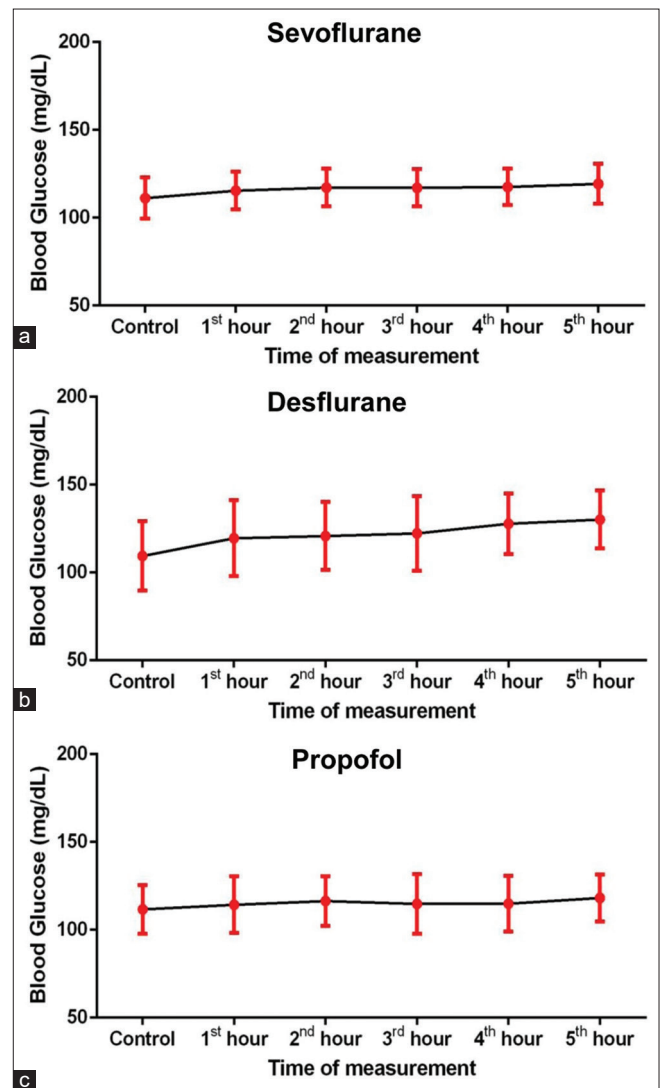 Sevoflurane
200
150
100
50
Blood Glucose (mg/dL)
Control 1st hour 2nd hour 3rd hour 4th hour 5th hour
Time of measurement
a
Desflurane
200
150
100
50
Blood Glucose (mg/dL)
Control 1st hour 2nd hour 3rd hour 4th hour 5th hour
Time of measurement
b
Propofol
200
150
100
50
Blood Glucose (mg/dL)
Control 1st hour 2nd hour 3rd hour 4th hour 5th hour
Time of measurement
c